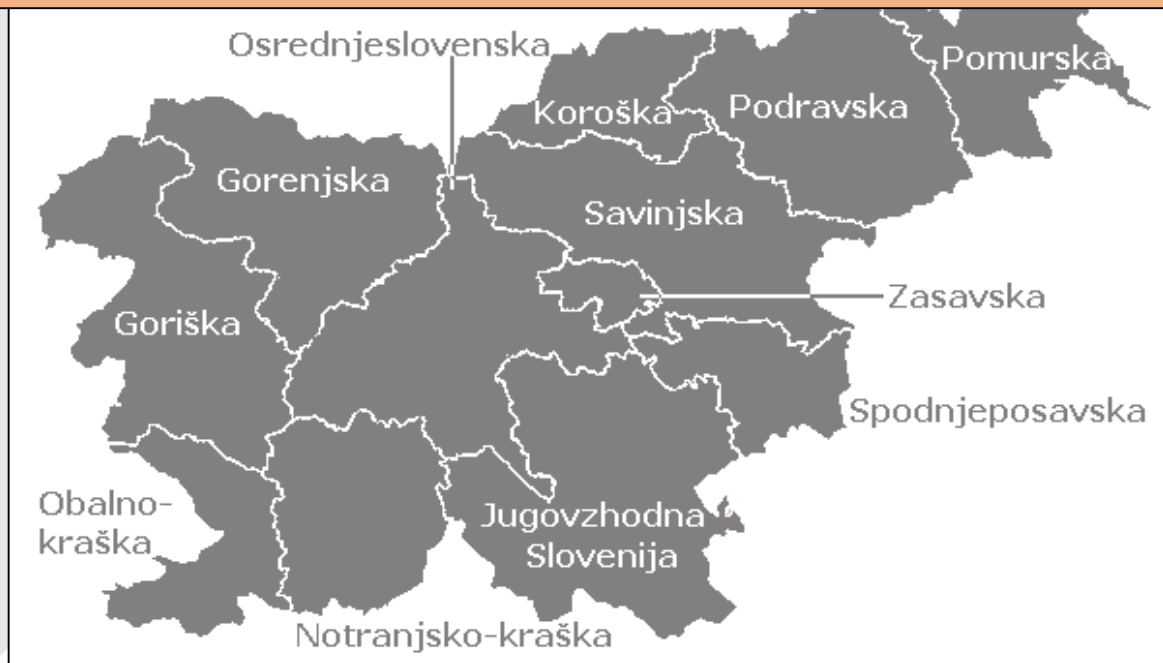 Osrednjeslovenska
Pomurska
Koroška
Podravska
Gorenjska
Savinjska
Zasavska
Goriška
Spodnjeposavska
Obalno-
kraška
Jugovzhodna
Slovenija
Notranjsko-kraška